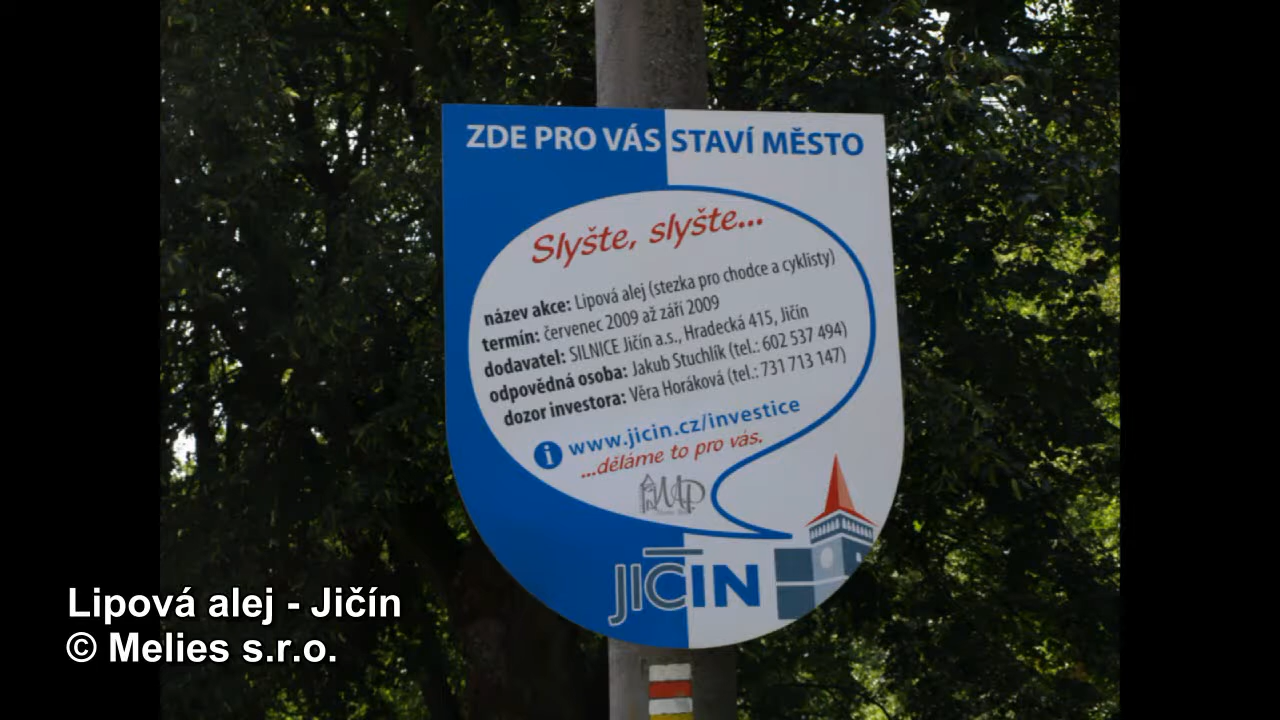 ZDE PRO VÁS STAVÍ MĚSTO
Slyšte, slyšte...
název akce: Lipová alej (stezka pro chodce a cyklisty)
termín: červenec 2009 až září 2009
dodavatel: SILNICE Jičín a.s., Hradecká 415, Jičín
odpovědná osoba: Jakub Stuchlík (tel.: 602 537 494)
dozor investora: Věra Horáková (tel.: 731 713 147)
i www.jicin.cz/investice
...děláme to pro vás.
JIČÍN
Lipová alej - Jičín
© Melies s.r.o.